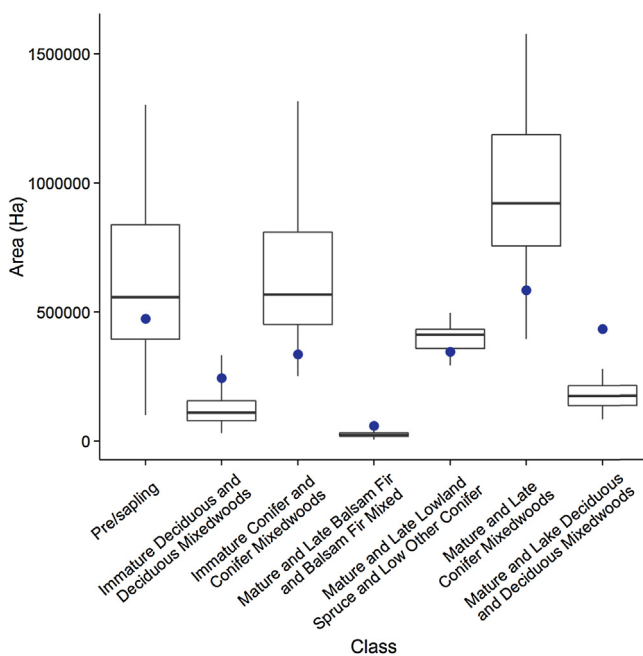 1500000
1000000
500000
0
Area (Ha)
Pre/sapling
Immature Deciduous and
Deciduous Mixedwoods
Immature Conifer and
Conifer Mixedwoods
Mature and Late Balsam Fir
and Balsam Fir Mixed
Mature and Late Lowland
Spruce and Low Other Conifer
Mature and Late
Conifer Mixedwoods
Mature and Lake Deciduous
and Deciduous Mixedwoods
Class